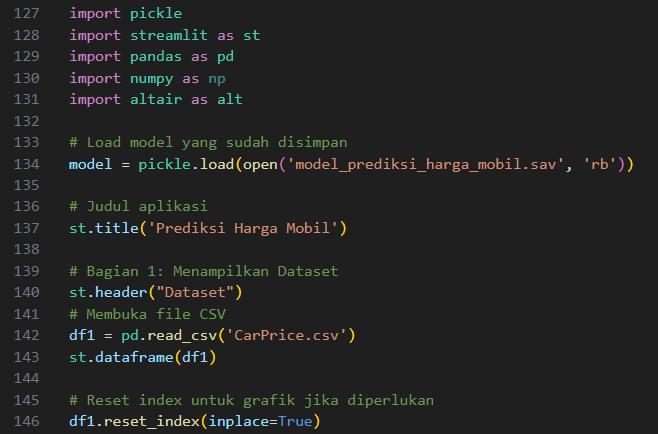 127 import pickle
128 import streamlit as st
129 import pandas as pd
130 import numpy as np
131 import altair as alt
132
133 # Load model yang sudah disimpan
134 model = pickle.load(open('model_prediksi_harga_mobil.sav', 'rb'))
135
136 # Judul aplikasi
137 st.title('Prediksi Harga Mobil')
138
139 # Bagian 1: Menampilkan Dataset
140 st.header("Dataset")
141 # Membuka file CSV
142 df1 = pd.read_csv('CarPrice.csv')
143 st.dataframe(df1)
144
145 # Reset index untuk grafik jika diperlukan
146 df1.reset_index(inplace=True)